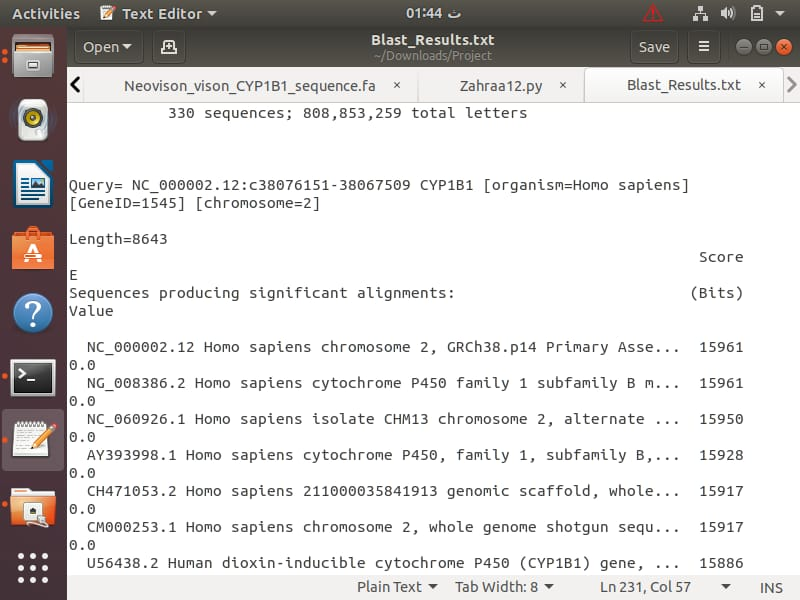 Activities
Text Editor
01:44 ث
Open
Blast_Results.txt
~/Downloads/Project
Save
Neovison_vison_CYP1B1_sequence.fa ×
Zahraa12.py ×
Blast_Results.txt ×
330 sequences; 808,853,259 total letters
Query= NC_000002.12:c38076151-38067509 CYP1B1 [organism=Homo sapiens]
[GeneID=1545] [chromosome=2]
Length=8643
Score
E
Sequences producing significant alignments: (Bits)
Value
NC_000002.12 Homo sapiens chromosome 2, GRCh38.p14 Primary Asse... 15961
0.0
NG_008386.2 Homo sapiens cytochrome P450 family 1 subfamily B m... 15961
0.0
NC_060926.1 Homo sapiens isolate CHM13 chromosome 2, alternate ... 15950
0.0
AY393998.1 Homo sapiens cytochrome P450, family 1, subfamily B,... 15928
0.0
CH471053.2 Homo sapiens 211000035841913 genomic scaffold, whole... 15917
0.0
CM000253.1 Homo sapiens chromosome 2, whole genome shotgun sequ... 15917
0.0
U56438.2 Human dioxin-inducible cytochrome P450 (CYP1B1) gene, ... 15886
Plain Text
Tab Width: 8
Ln 231, Col 57
INS